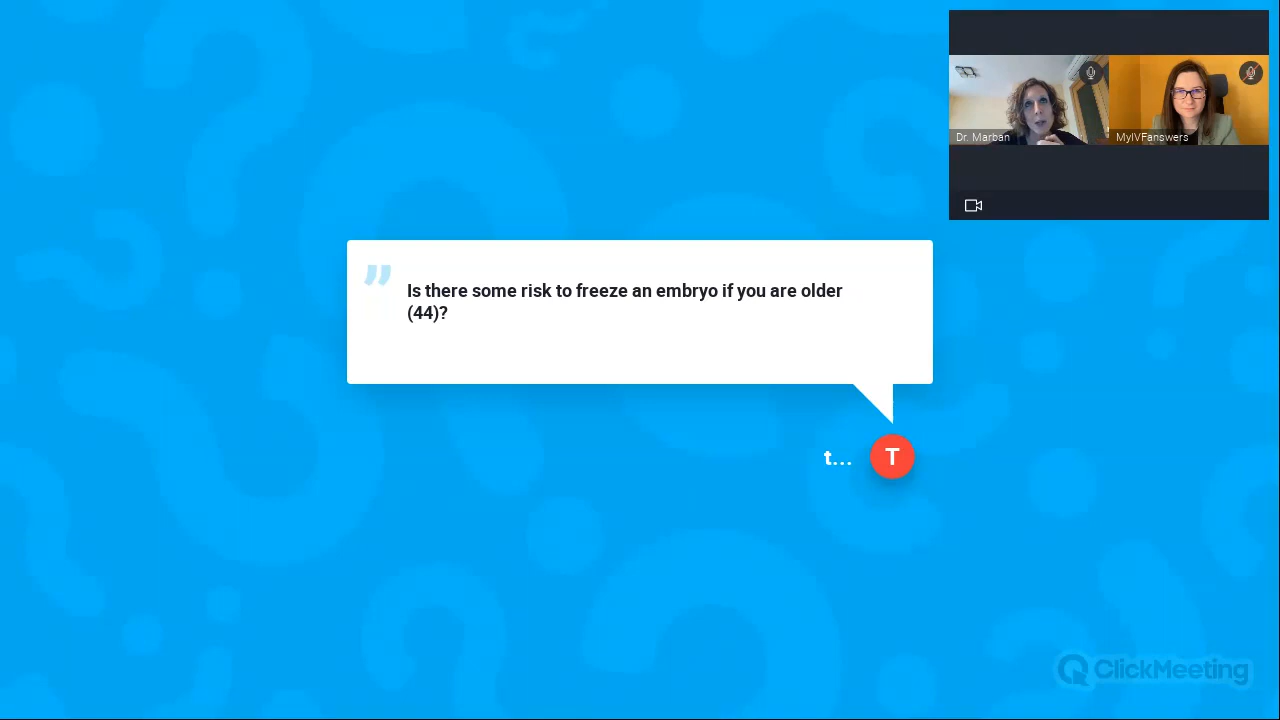 Dr. Marban
MyIVFanswers
Is there some risk to freeze an embryo if you are older
(44)?
t...
T
ClickMeeting